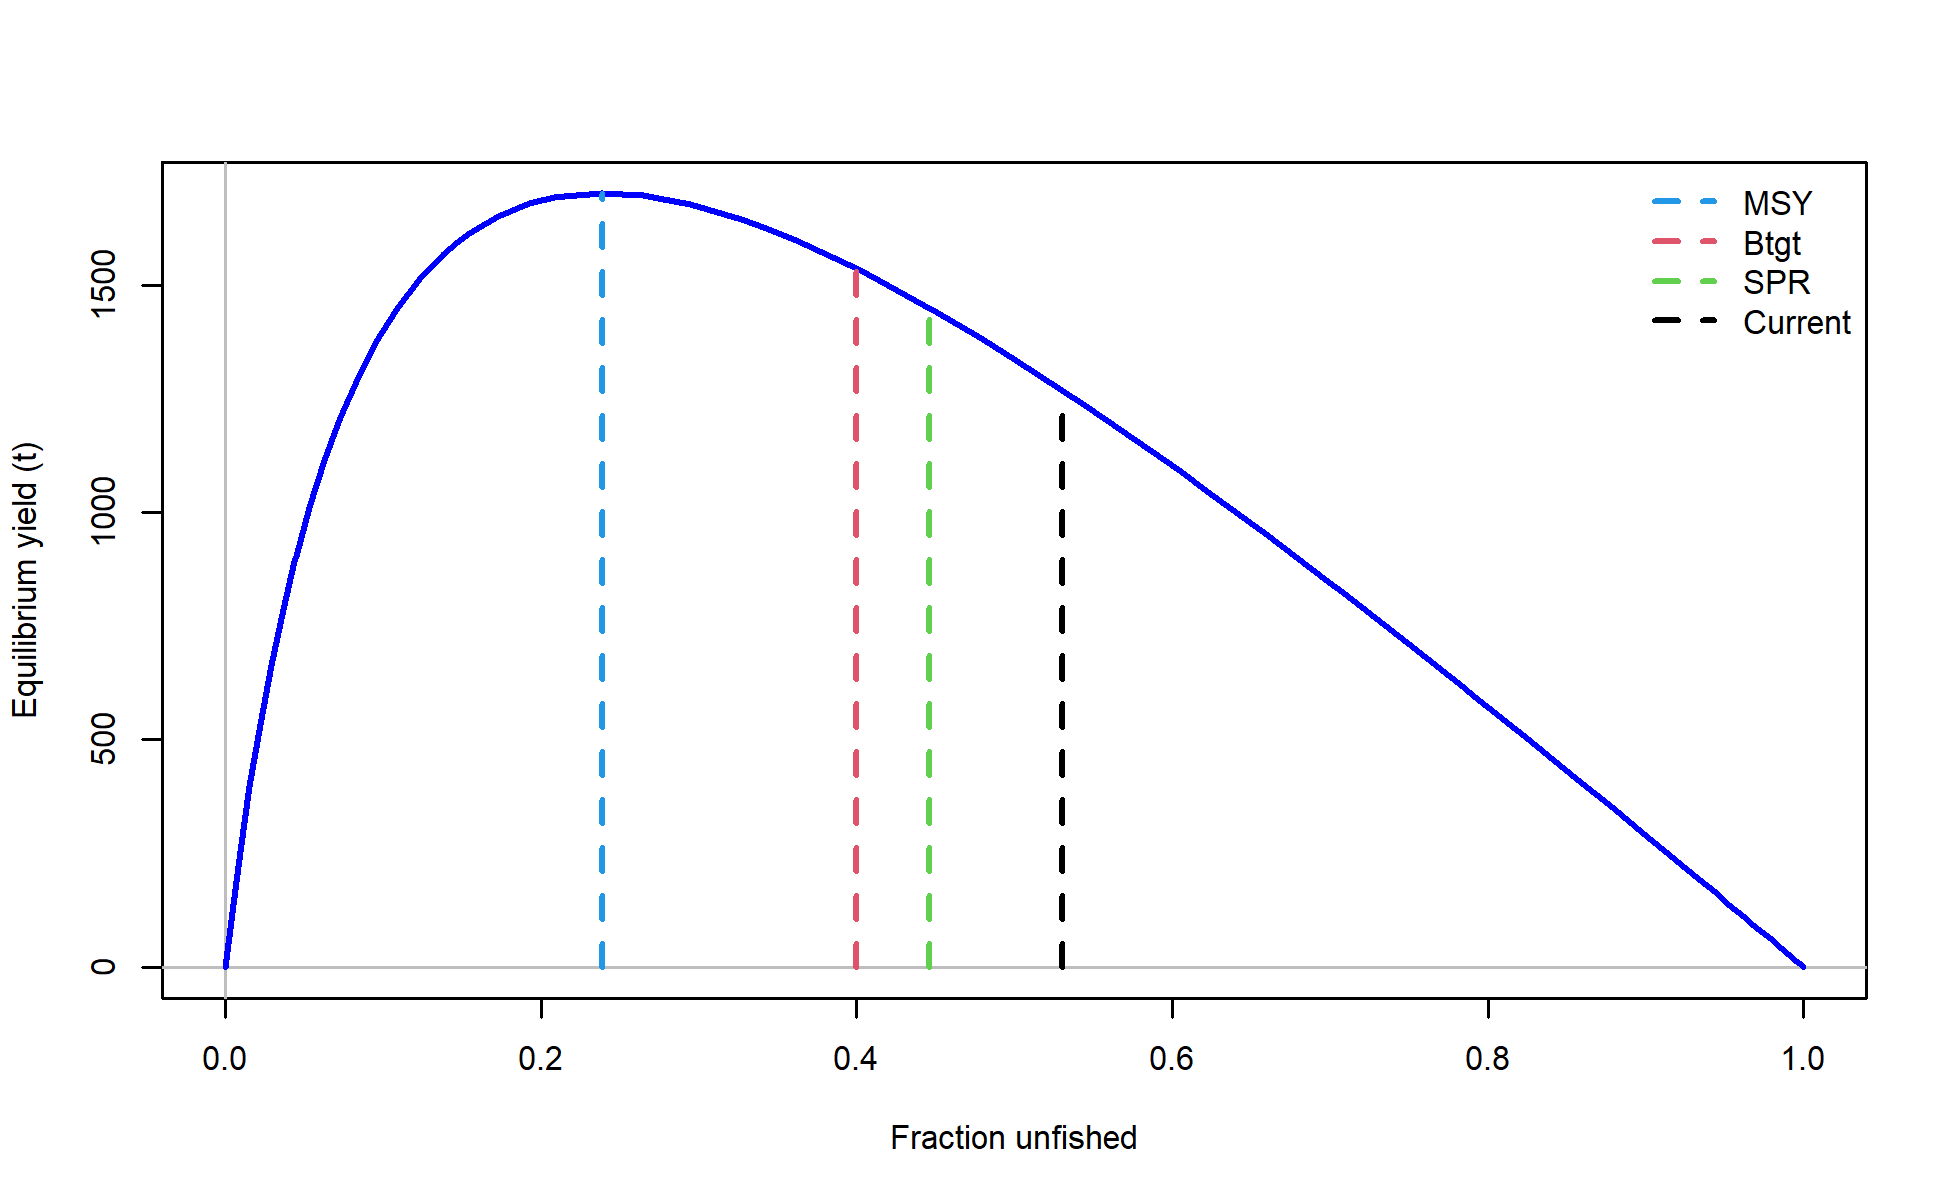 MSY
Btgt
SPR
Current
Equilibrium yield (t)
1500
1000
500
0
0.0 0.2 0.4 0.6 0.8 1.0
Fraction unfished